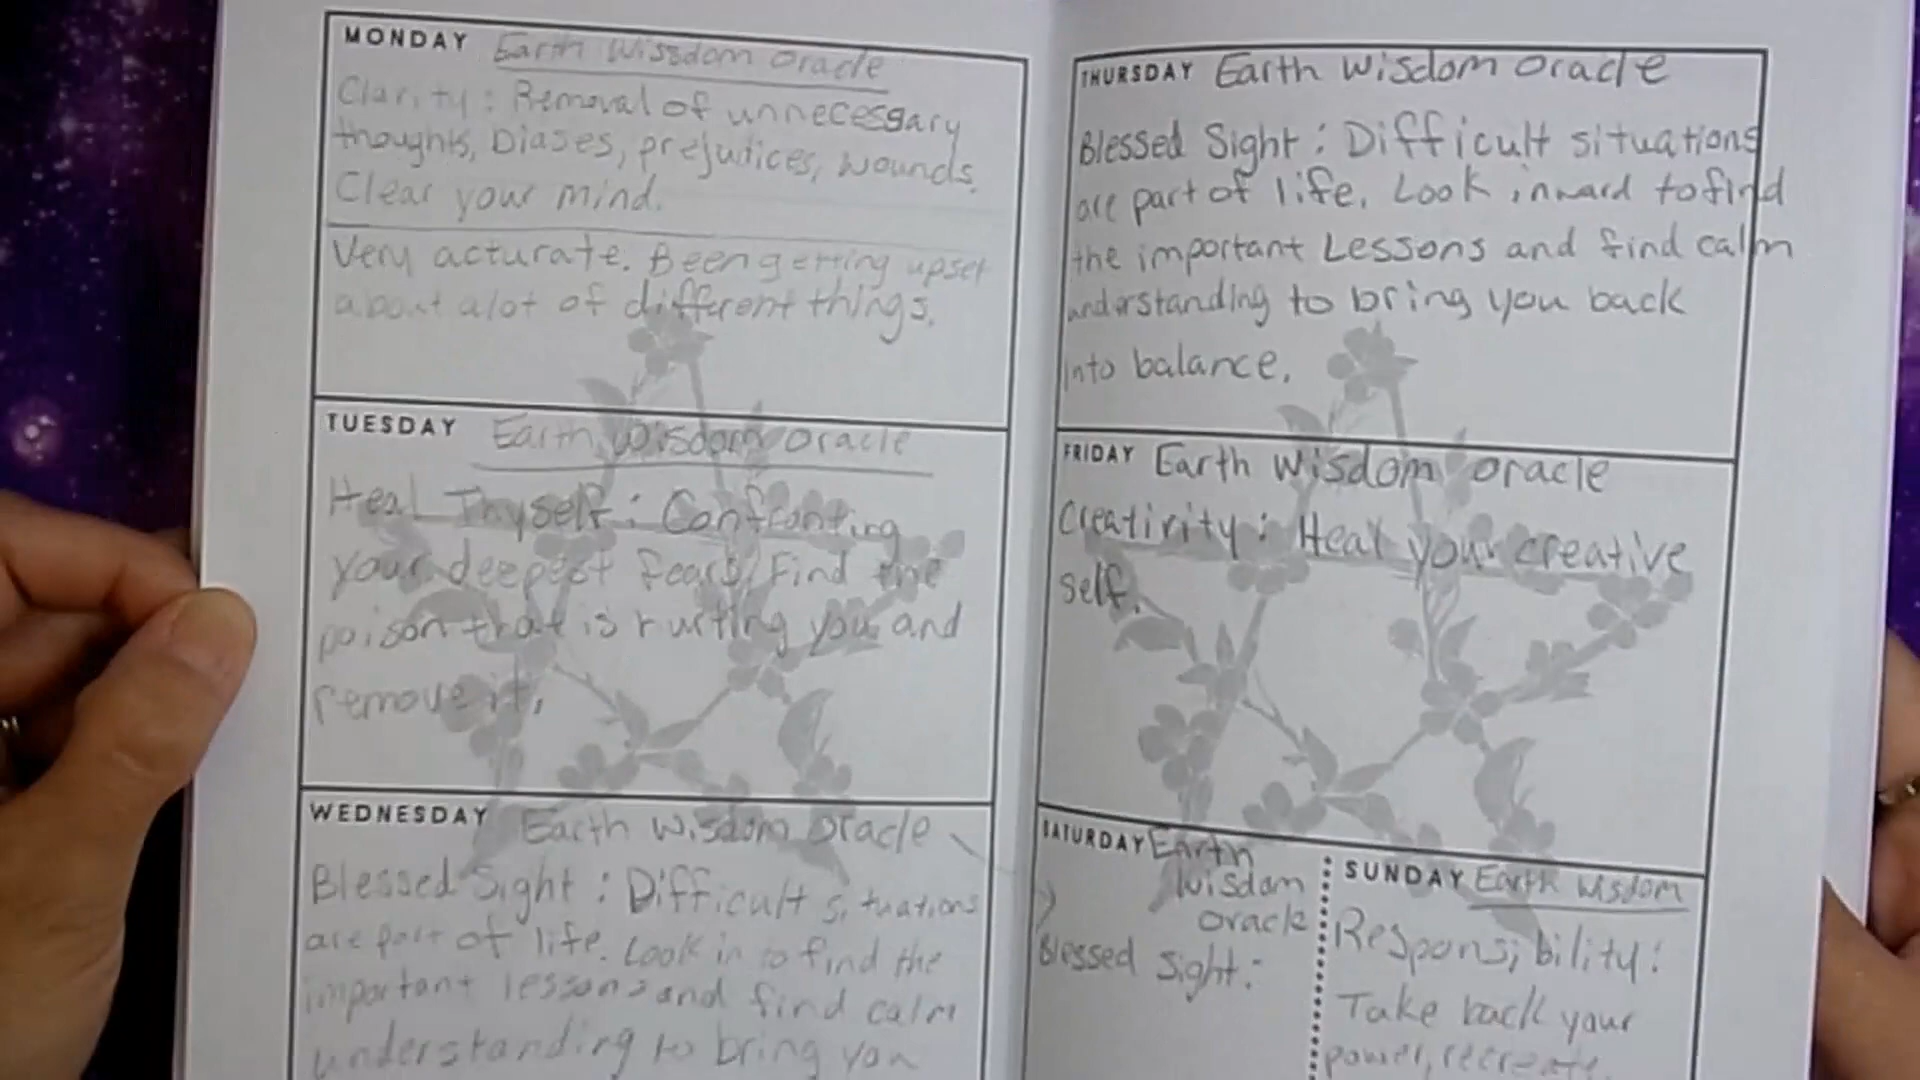 MONDAY Earth Wissdom Oracle
Clarity: Removal of unnecessary
thoughts, Biases, prejudices, wounds.
Clear your mind.
Very acturate. Been getting upset
about alot of different things.
TUESDAY Earth Wisdom Oracle
Heal Thyself: Confronting
your deepest fears, Find the
poison that is hurting you and
remove it.
WEDNESDAY Earth Wisdom Oracle
Blessed Sight: Difficult situations
are part of life. Look in to find the
important lessons and find calm
understanding to bring you
THURSDAY Earth Wisdom Oracle
Blessed Sight: Difficult situations
are part of life. Look inward to find
the important Lessons and find calm
understanding to bring you back
into balance.
FRIDAY Earth Wisdom Oracle
Creativity: Heal your creative
self.
SATURDAY Earth
Wisdom
Oracle
Blessed Sight:
SUNDAY Earth Wisdom
Responsibility:
Take back your
power, recreate